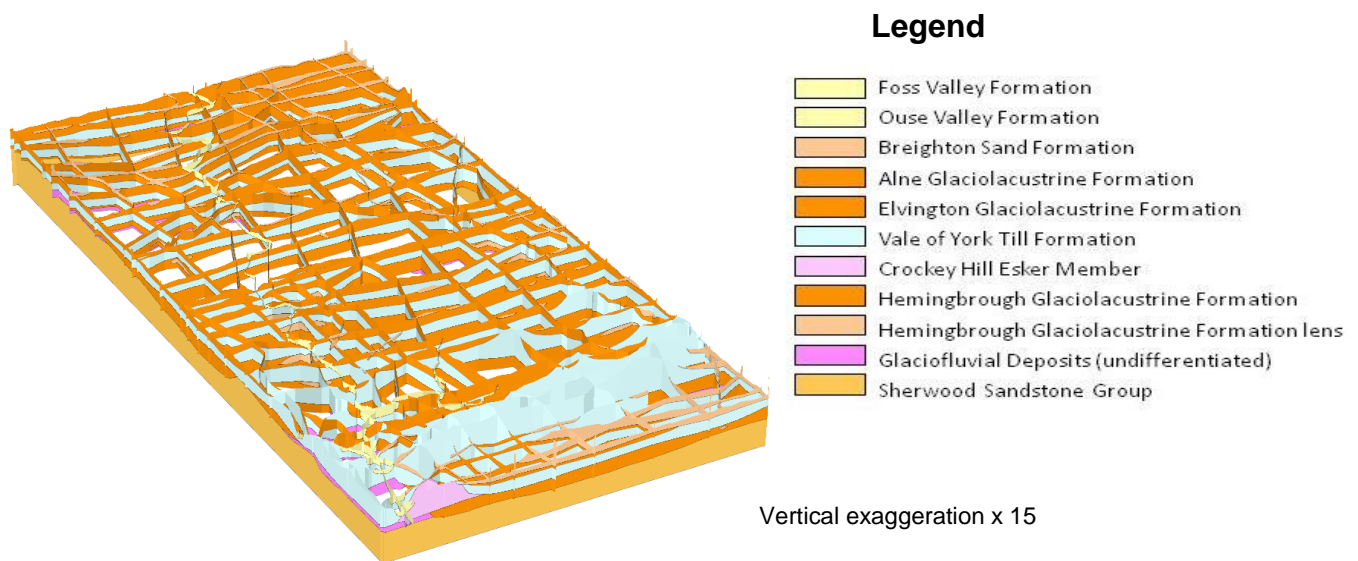 Legend
Foss Valley Formation
Ouse Valley Formation
Breighton Sand Formation
Alne Glaciolacustrine Formation
Elvington Glaciolacustrine Formation
Vale of York Till Formation
Crockey Hill Esker Member
Hemingbrough Glaciolacustrine Formation
Hemingbrough Glaciolacustrine Formation lens
Glaciofluvial Deposits (undifferentiated)
Sherwood Sandstone Group
Vertical exaggeration x 15